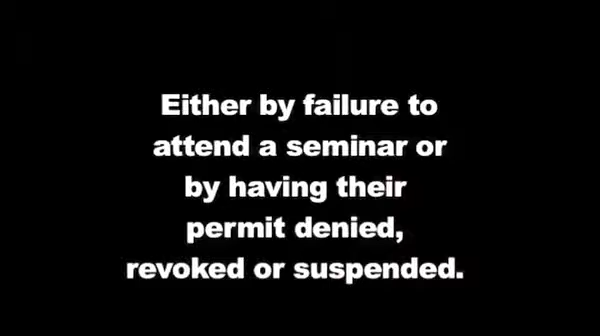 Either by failure to
attend a seminar or
by having their
permit denied,
revoked or suspended.